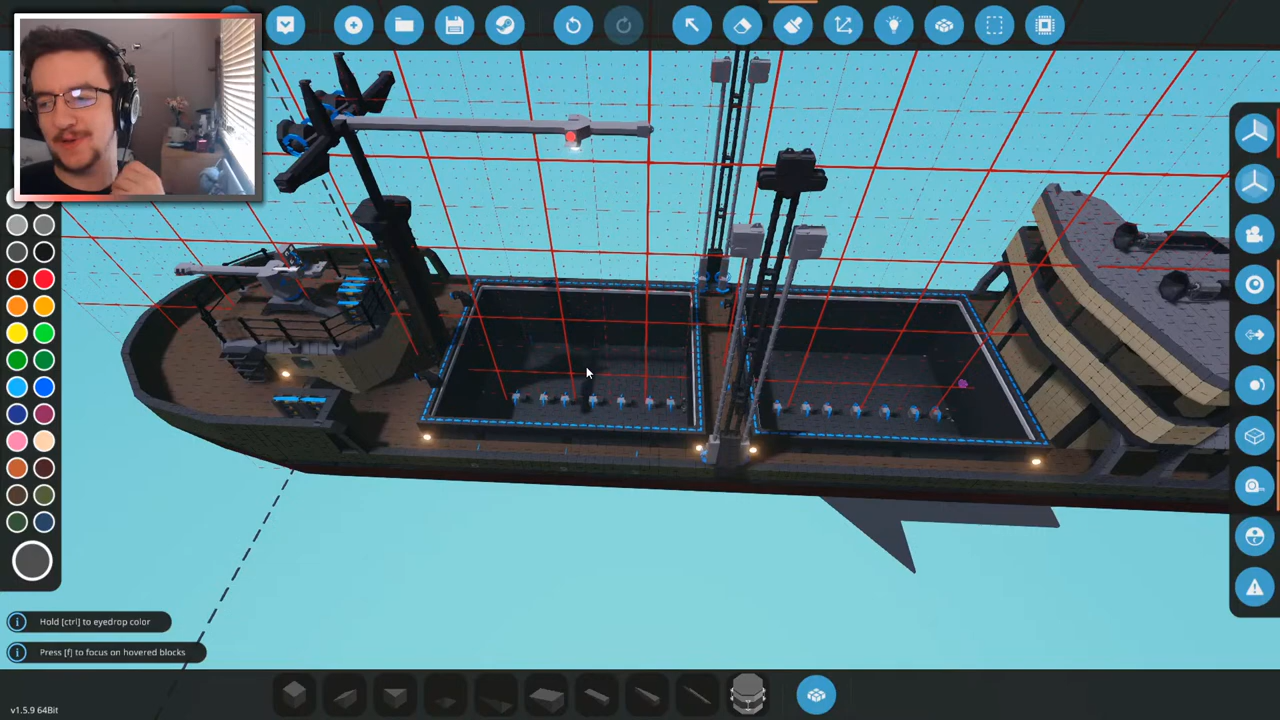 Hold [ctrl] to eyedrop color
Press [f] to focus on hovered blocks
v1.5.9 64Bit